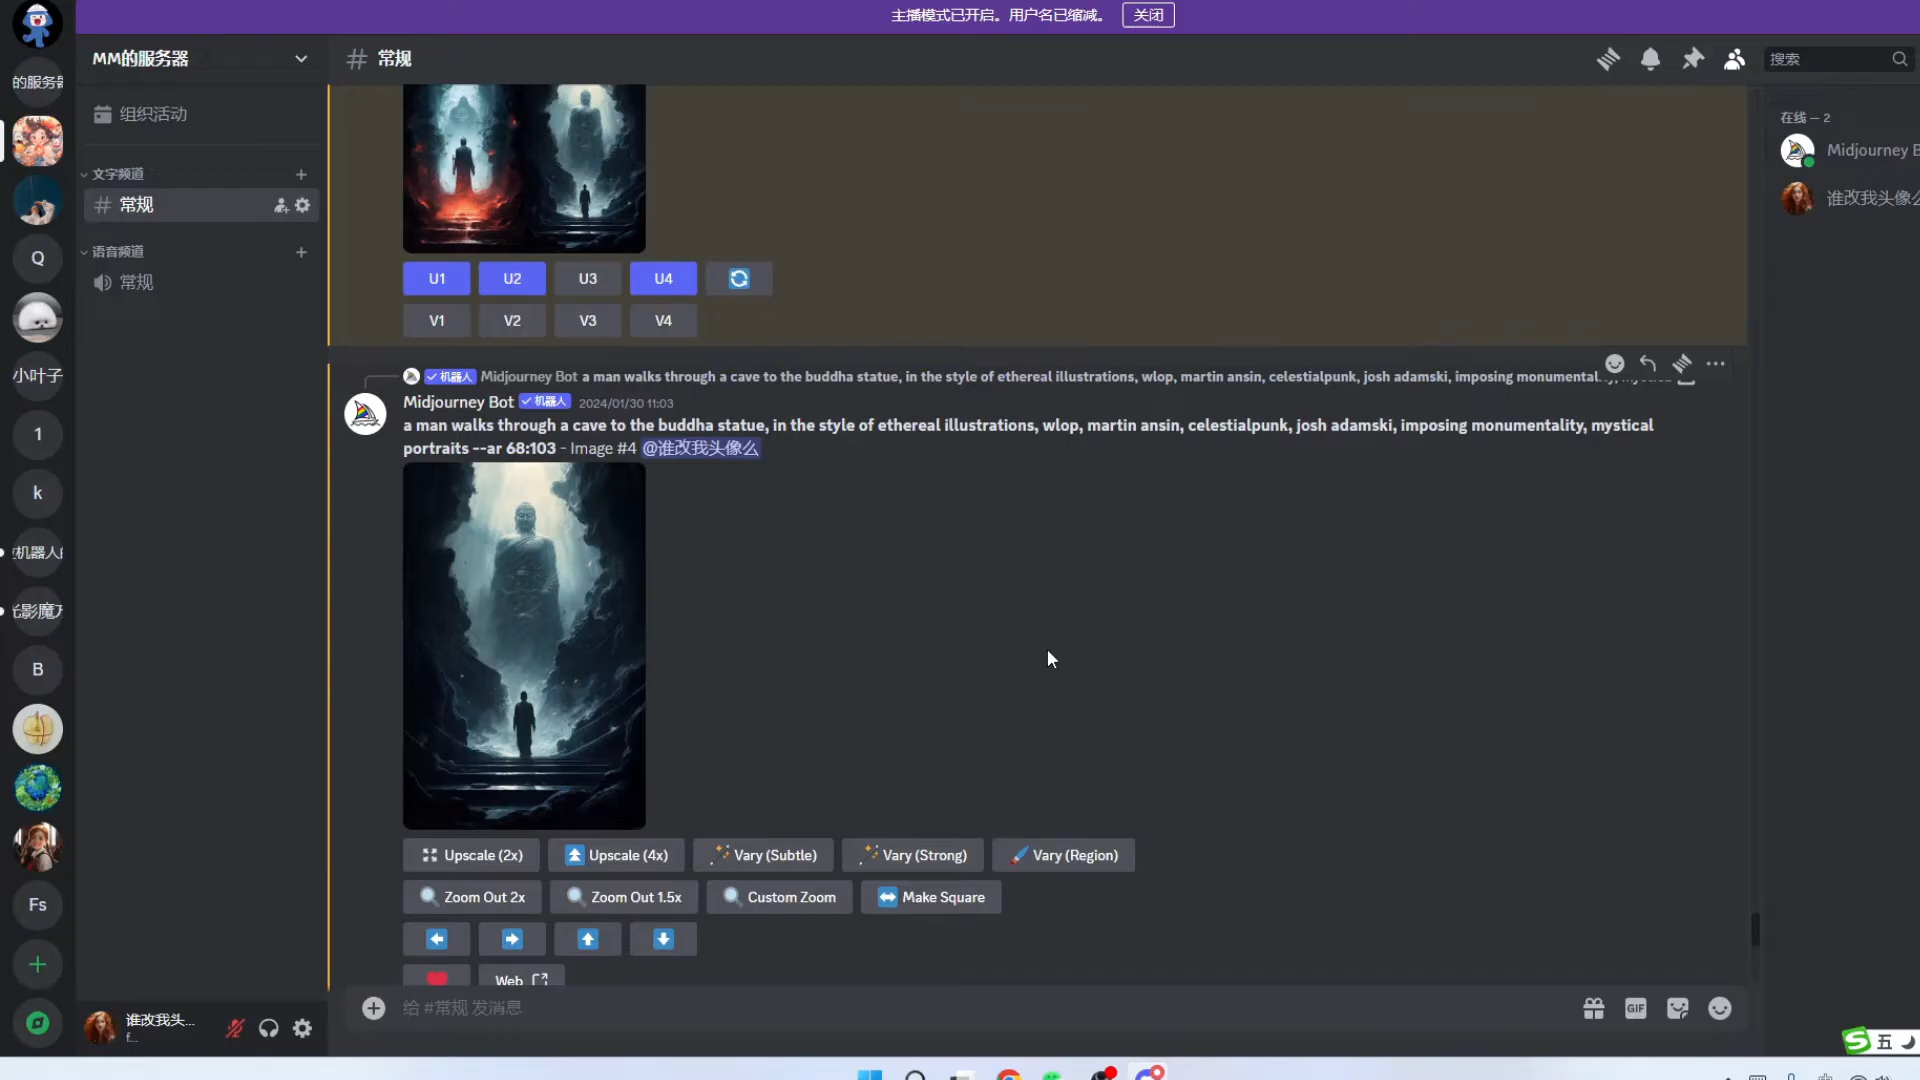 主播模式已开启。用户名已缩减。 关闭
MM的服务器
常规
搜索
的服务器
组织活动
文字频道
常规
语音频道
常规
Q
小叶子
1
k
B
Fs
U1 U2 U3 U4
V1 V2 V3 V4
机器人 Midjourney Bot a man walks through a cave to the buddha statue, in the style of ethereal illustrations, wlop, martin ansin, celestialpunk, josh adamski, imposing monumental
Midjourney Bot 机器人 2024/01/30 11:03
a man walks through a cave to the buddha statue, in the style of ethereal illustrations, wlop, martin ansin, celestialpunk, josh adamski, imposing monumentality, mystical
portraits --ar 68:103 - Image #4 @谁改我头像么
Upscale (2x) Upscale (4x) Vary (Subtle) Vary (Strong) Vary (Region)
Zoom Out 2x Zoom Out 1.5x Custom Zoom Make Square
Web
给 #常规 发消息
GIF
谁改我头...
f...
在线 — 2
Midjourney B
谁改我头像么
五